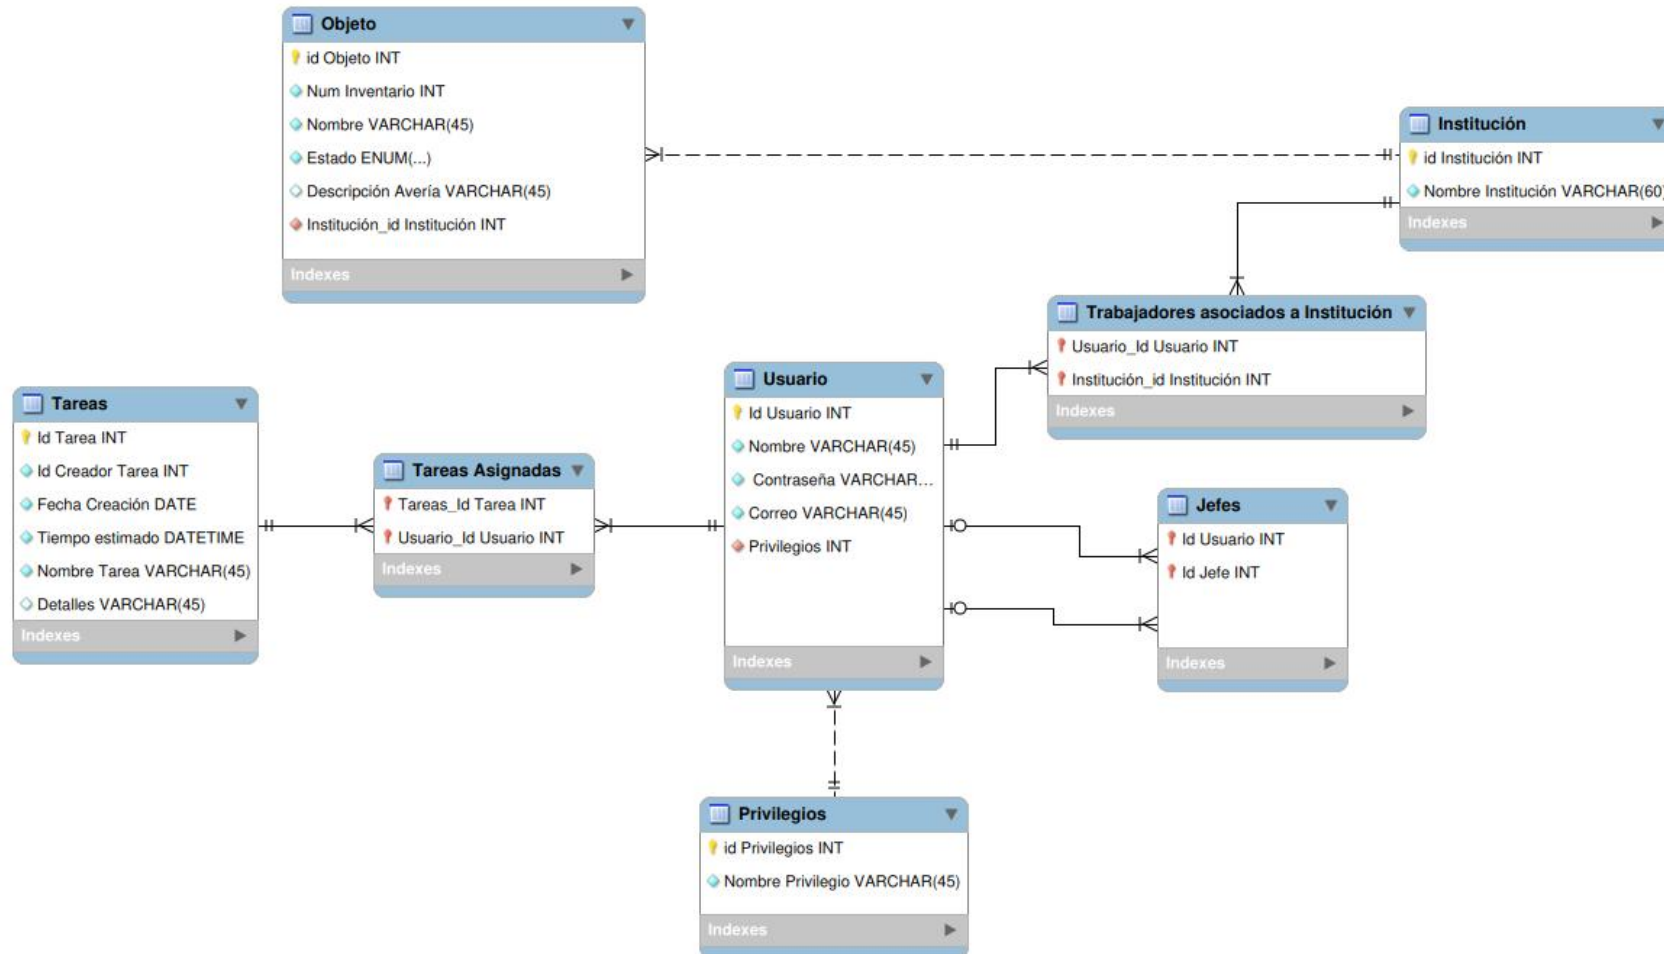 Objeto
id Objeto INT
Num Inventario INT
Nombre VARCHAR(45)
Estado ENUM(...)
Descripción Avería VARCHAR(45)
Institución_id Institución INT
Indexes
Institución
id Institución INT
Nombre Institución VARCHAR(60)
Indexes
Trabajadores asociados a Institución
Usuario_Id Usuario INT
Institución_id Institución INT
Indexes
Tareas
Id Tarea INT
Id Creador Tarea INT
Fecha Creación DATE
Tiempo estimado DATETIME
Nombre Tarea VARCHAR(45)
Detalles VARCHAR(45)
Indexes
Tareas Asignadas
Tareas_Id Tarea INT
Usuario_Id Usuario INT
Indexes
Usuario
Id Usuario INT
Nombre VARCHAR(45)
Contraseña VARCHAR...
Correo VARCHAR(45)
Privilegios INT
Indexes
Jefes
Id Usuario INT
Id Jefe INT
Indexes
Privilegios
id Privilegios INT
Nombre Privilegio VARCHAR(45)
Indexes